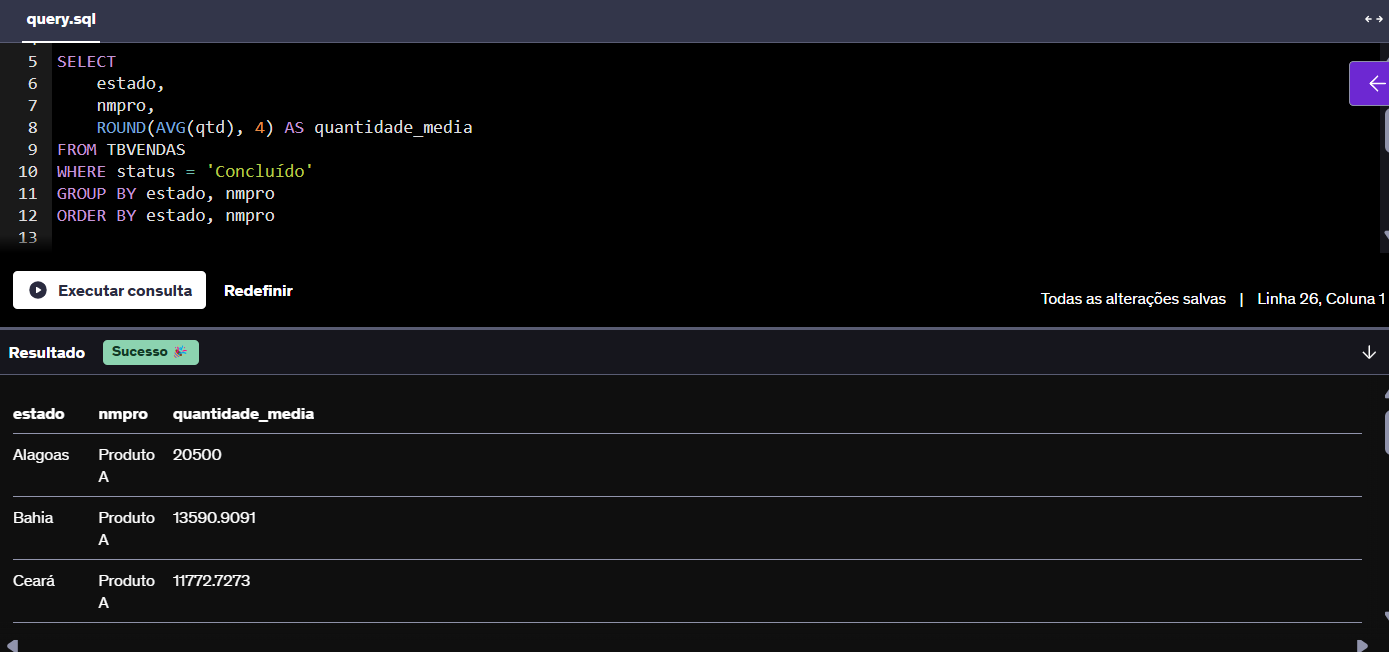 query.sql
5 SELECT
6 estado,
7 nmpro,
8 ROUND(AVG(qtd), 4) AS quantidade_media
9 FROM TBVENDAS
10 WHERE status = 'Concluído'
11 GROUP BY estado, nmpro
12 ORDER BY estado, nmpro
13
Executar consulta Redefinir Todas as alterações salvas | Linha 26, Coluna 1
Resultado Sucesso 🎉
estado nmpro quantidade_media
Alagoas Produto 20500
A
Bahia Produto 13590.9091
A
Ceará Produto 11772.7273
A